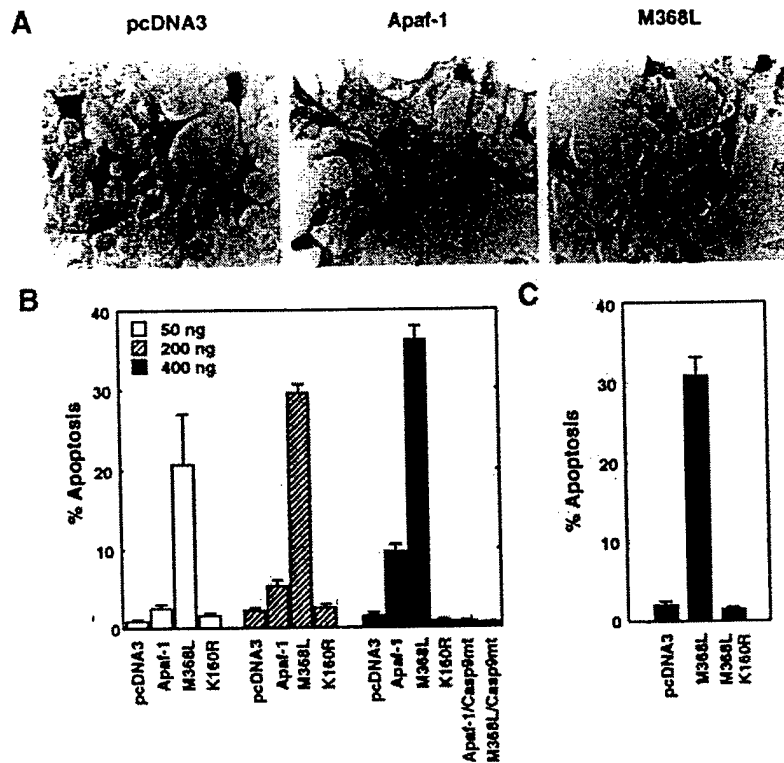 A
pcDNA3
Apaf-1
M368L
B
40
30
20
10
0
% Apoptosis
50 ng
200 ng
400 ng
pcDNA3
Apaf-1
M368L
K160R
pcDNA3
Apaf-1
M368L
K160R
pcDNA3
Apaf-1
M368L
K160R
Apaf-1/Casp9mt
M368L/Casp9mt
C
40
30
20
10
0
% Apoptosis
pcDNA3
M368L
M368L
K160R